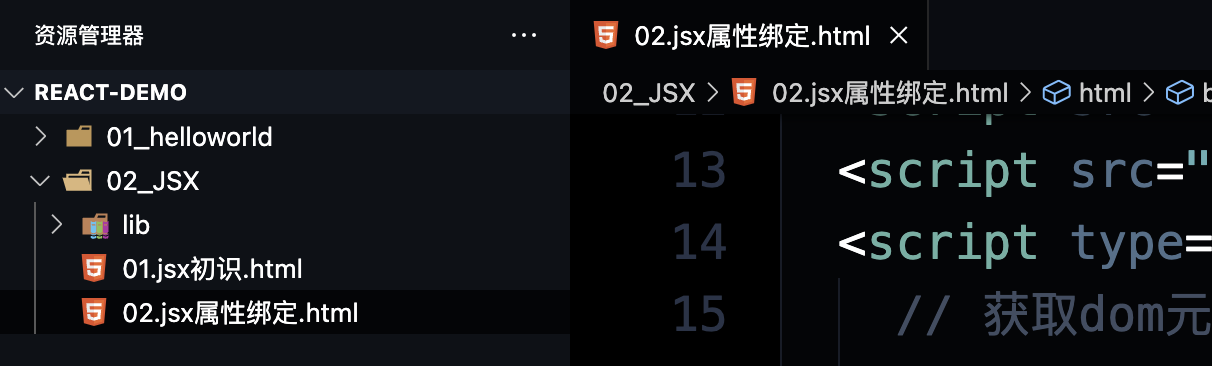 资源管理器 ...
REACT-DEMO
01_helloworld
02_JSX
lib
01.jsx初识.html
02.jsx属性绑定.html
02.jsx属性绑定.html
02_JSX > 02.jsx属性绑定.html > html > b
13 <script src="
14 <script type=
15 // 获取dom元